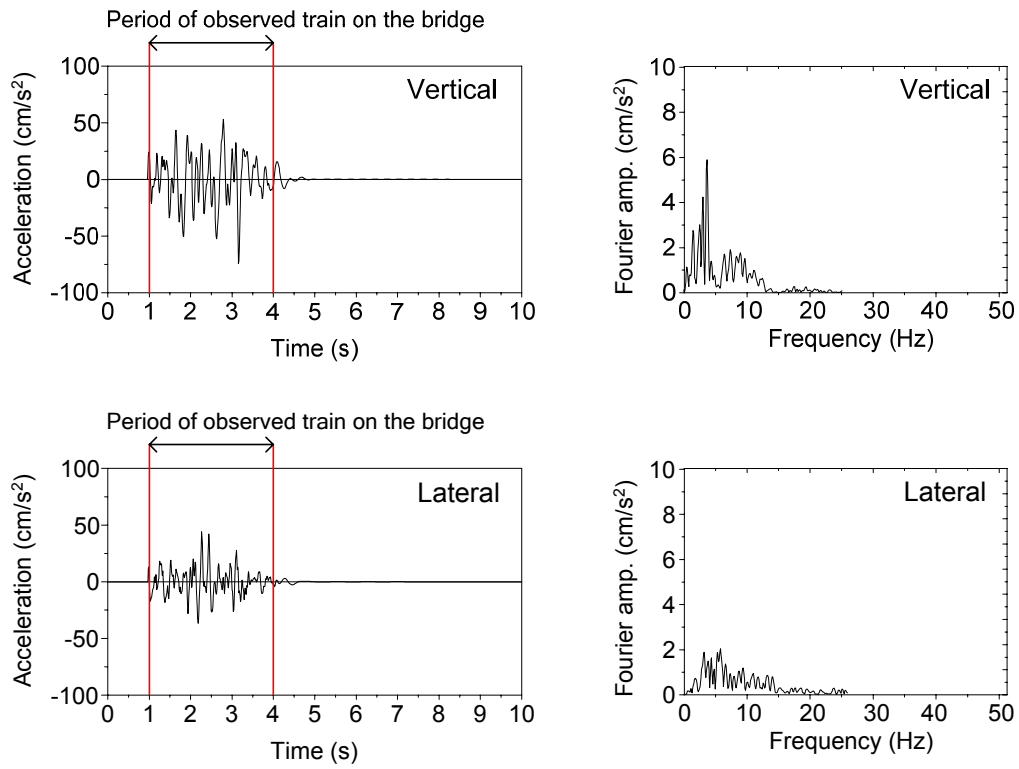 Period of observed train on the bridge
Vertical
Acceleration (cm/s²)
100
50
0
-50
-100
0 1 2 3 4 5 6 7 8 9 10
Time (s)
Vertical
Fourier amp. (cm/s²)
10
8
6
4
2
0
0 10 20 30 40 50
Frequency (Hz)
Period of observed train on the bridge
Lateral
Acceleration (cm/s²)
100
50
0
-50
-100
0 1 2 3 4 5 6 7 8 9 10
Time (s)
Lateral
Fourier amp. (cm/s²)
10
8
6
4
2
0
0 10 20 30 40 50
Frequency (Hz)